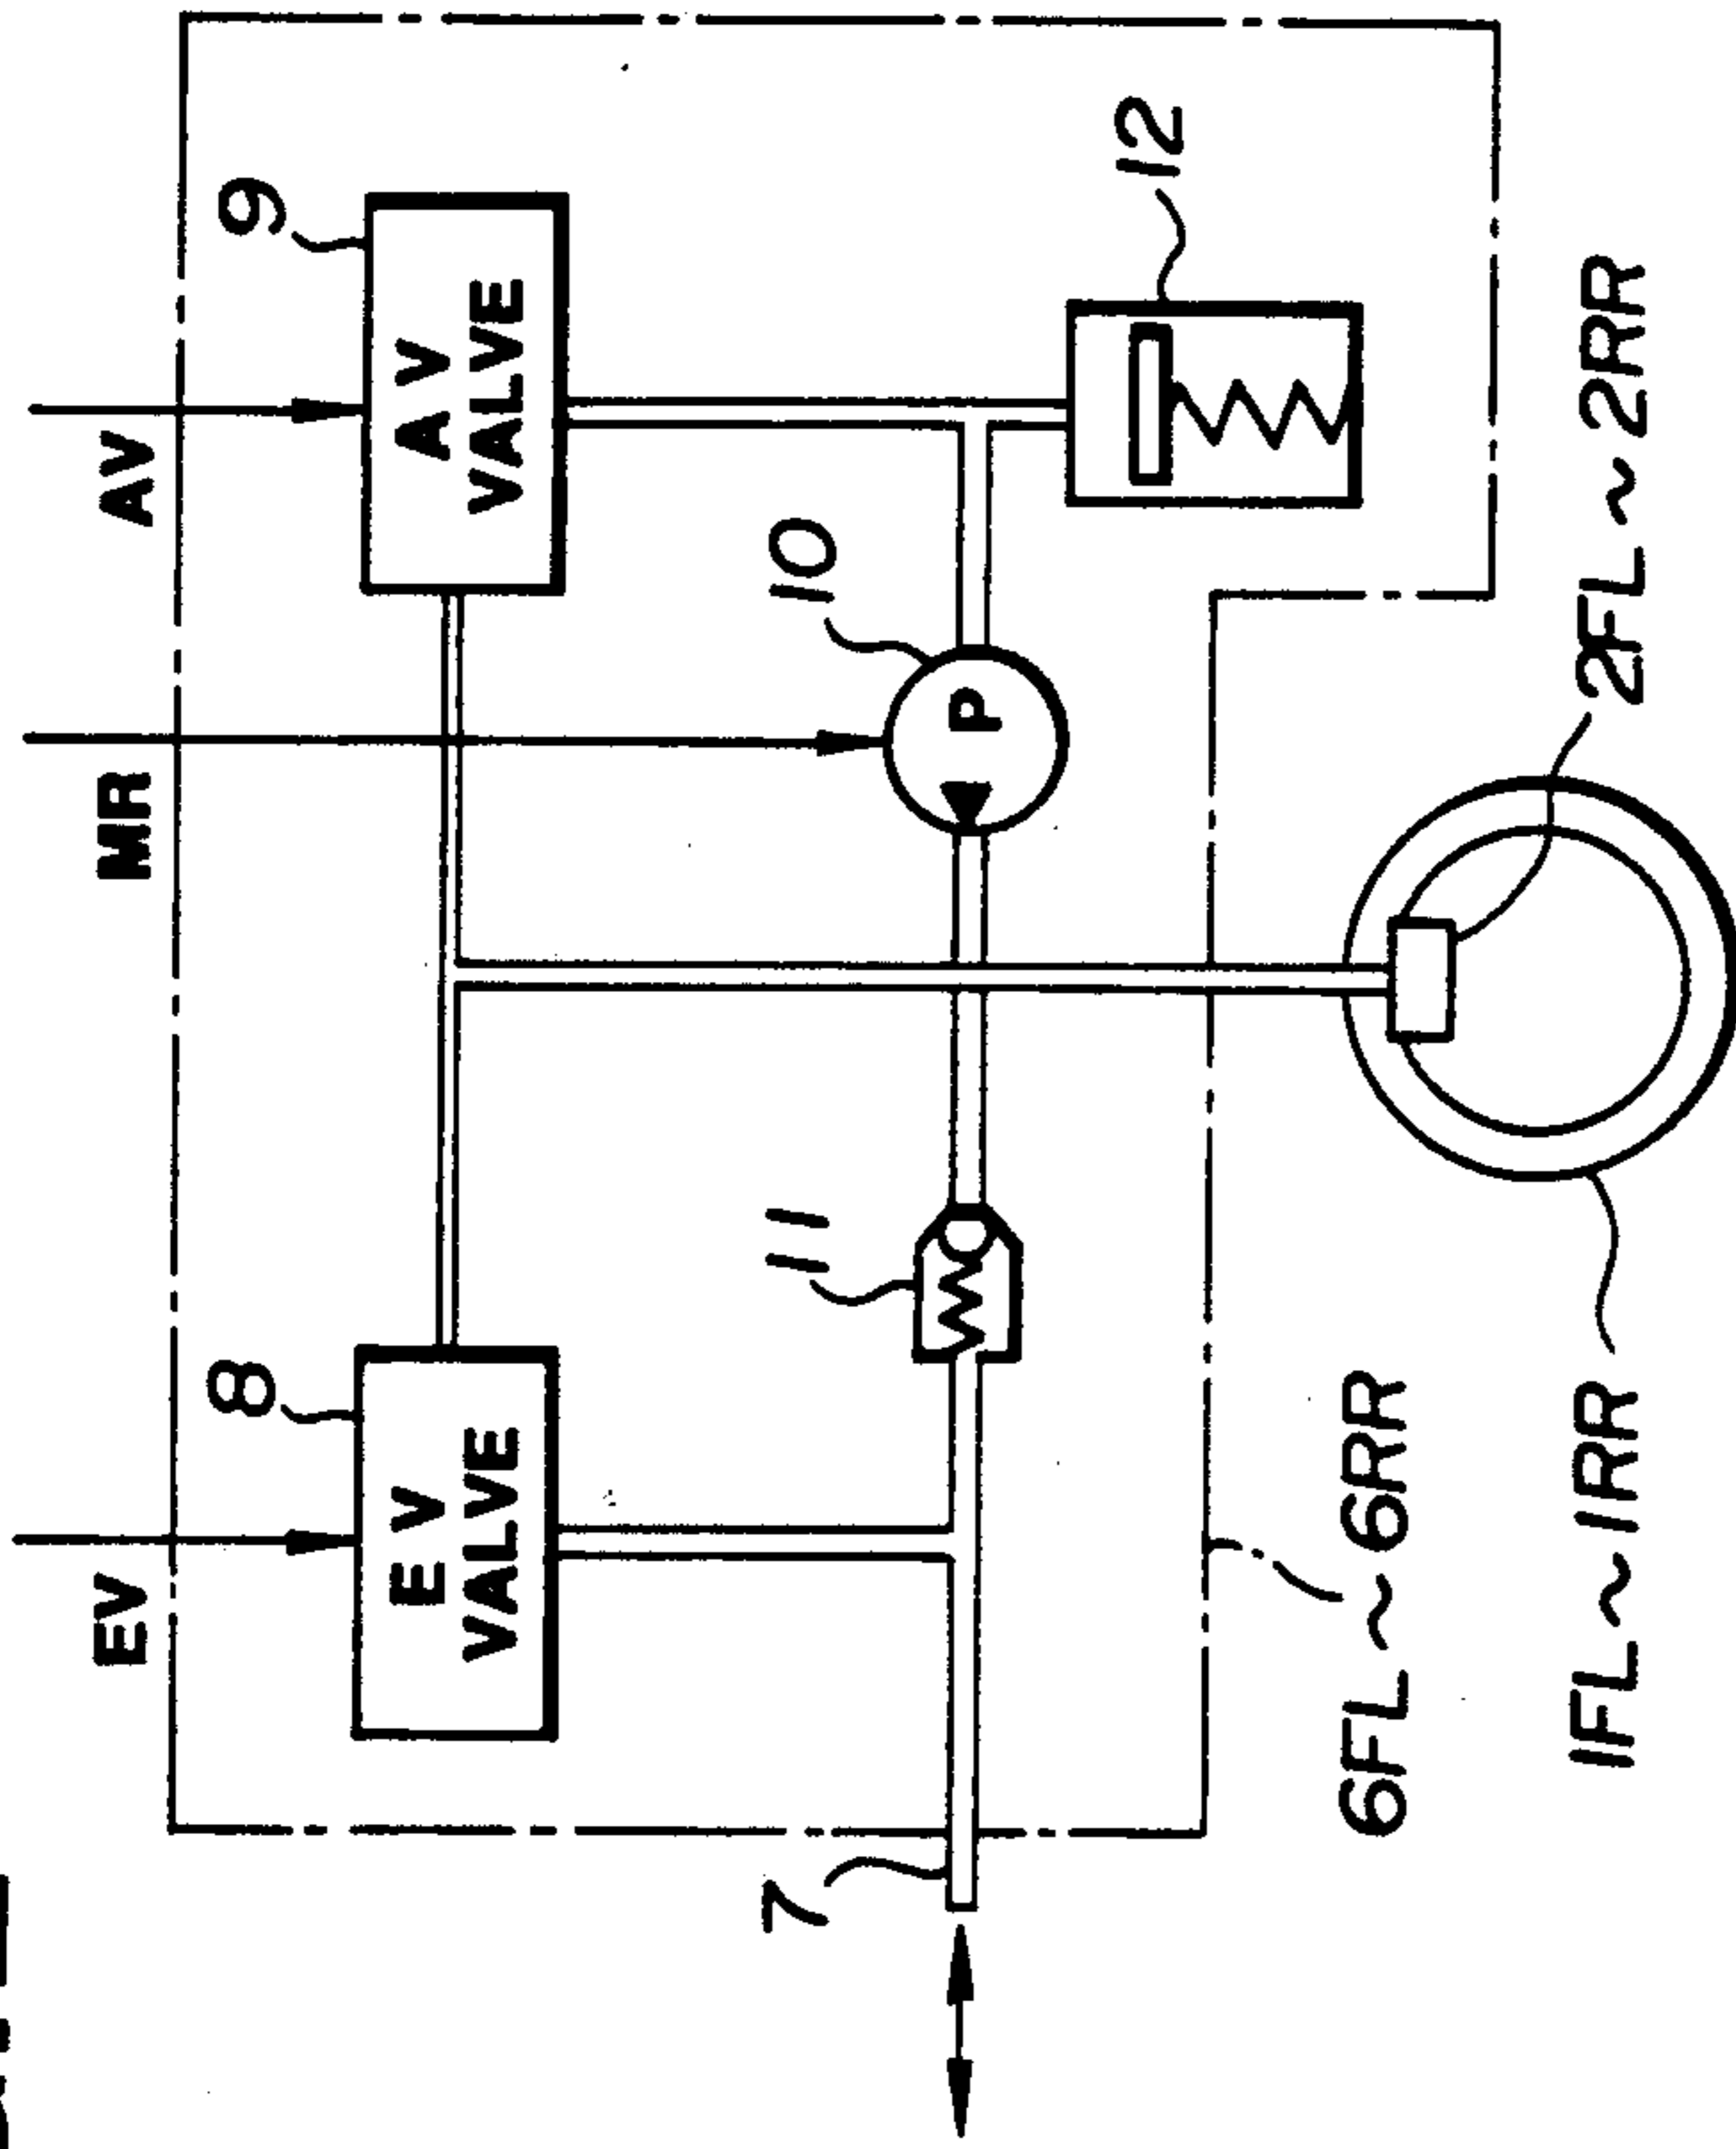 EV
MR
AV
8
9
E V
VALVE
A V
VALVE
7
11
10
P
12
6FL ~ 6RR
1FL ~ 1RR
2FL ~ 2RR